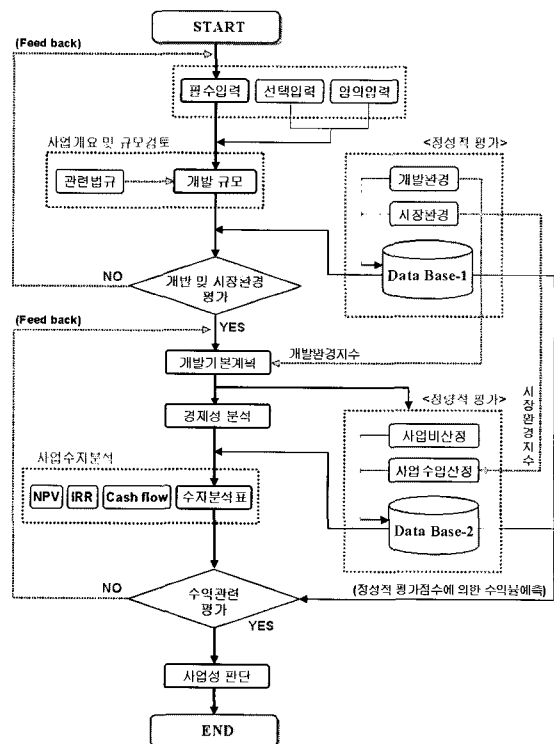 START
(Feed back)
필수입력 선택입력 임의입력
사업개요 및 규모검토
관련법규 개발 규모
<정성적 평가>
개발환경
시장환경
Data Base-1
NO
개발 및 시장환경
평가
(Feed back)
YES
개발기본계획
개발환경지수
시장환경지수
경제성 분석
<정량적 평가>
사업비산정
사업수입산정
Data Base-2
사업수지분석
NPV IRR Cash flow 수지분석표
NO
수익관련
평가
(정성적 평가점수에 의한 수익률예측)
YES
사업성 판단
END